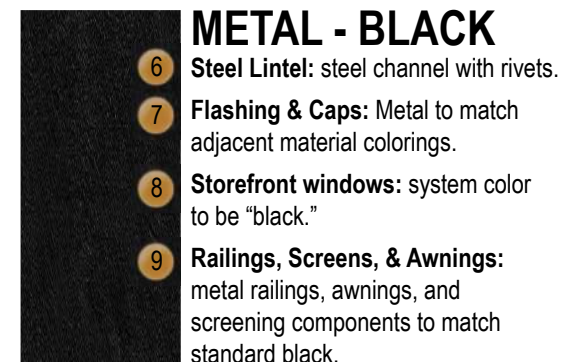 METAL - BLACK
6 Steel Lintel: steel channel with rivets.
7 Flashing & Caps: Metal to match
adjacent material colorings.
8 Storefront windows: system color
to be “black.”
9 Railings, Screens, & Awnings:
metal railings, awnings, and
screening components to match
standard black.